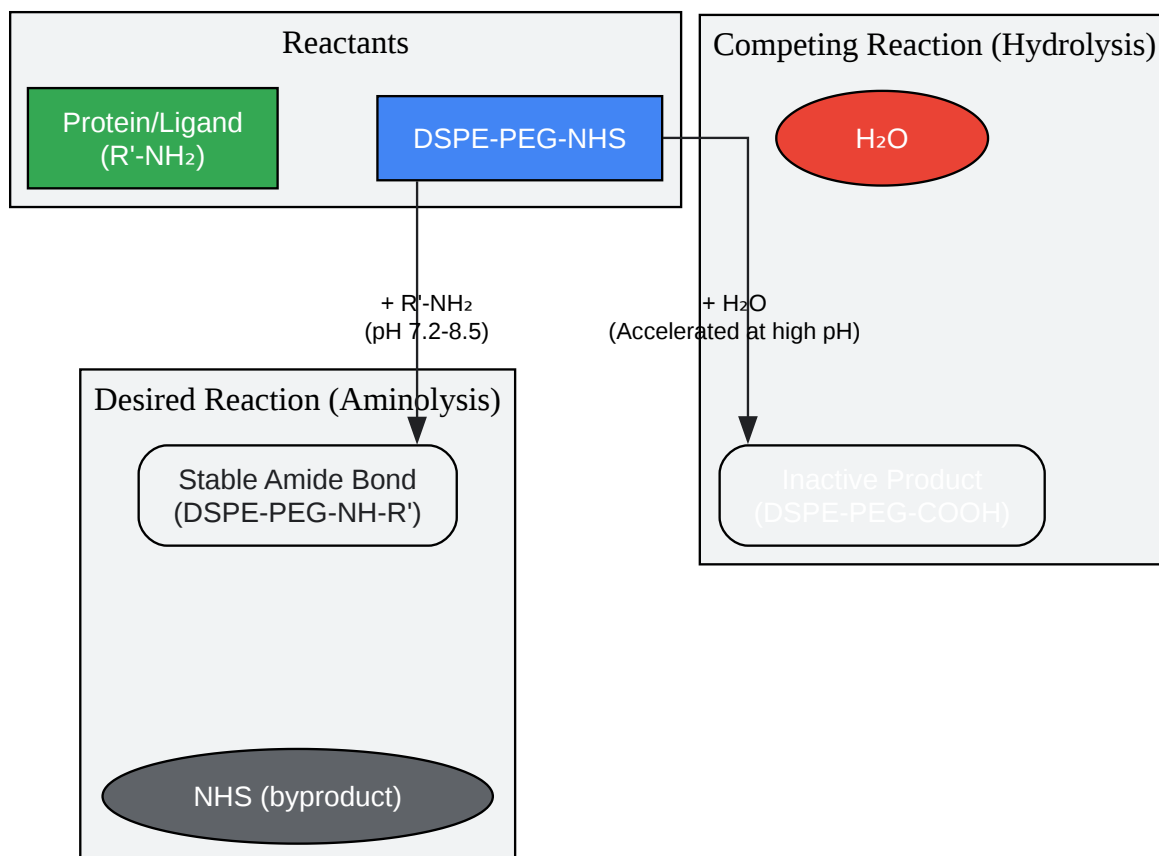 Reactants
Protein/Ligand
(R'-NH₂)
DSPE-PEG-NHS
Competing Reaction (Hydrolysis)
H₂O
+ R'-NH₂
(pH 7.2-8.5)
+ H₂O
(Accelerated at high pH)
Desired Reaction (Aminolysis)
Stable Amide Bond
(DSPE-PEG-NH-R')
Inactive Product
(DSPE-PEG-COOH)
NHS (byproduct)